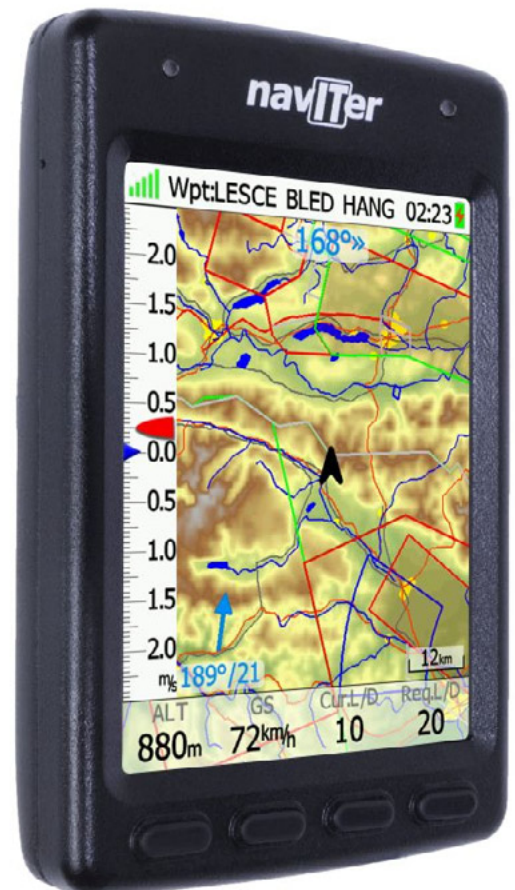 navITer
Wpt:LESCE BLED HANG 02:23
168°»
2.0
1.5
1.0
0.5
0.0
0.5
1.0
1.5
2.0
m/s
189°/21
12km
ALT GS Cur.L/D Req.L/D
880m 72km/h 10 20